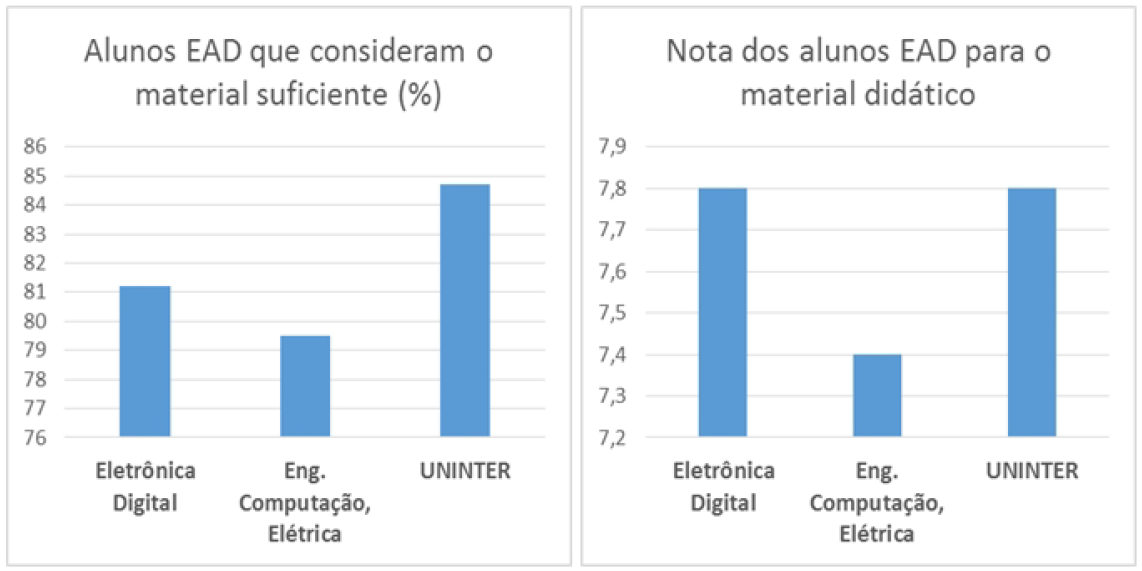 Alunos EAD que consideram o
material suficiente (%)
86
85
84
83
82
81
80
79
78
77
76
Eletrônica
Digital
Eng.
Computação,
Elétrica
UNINTER
Nota dos alunos EAD para o
material didático
7,9
7,8
7,7
7,6
7,5
7,4
7,3
7,2
Eletrônica
Digital
Eng.
Computação,
Elétrica
UNINTER